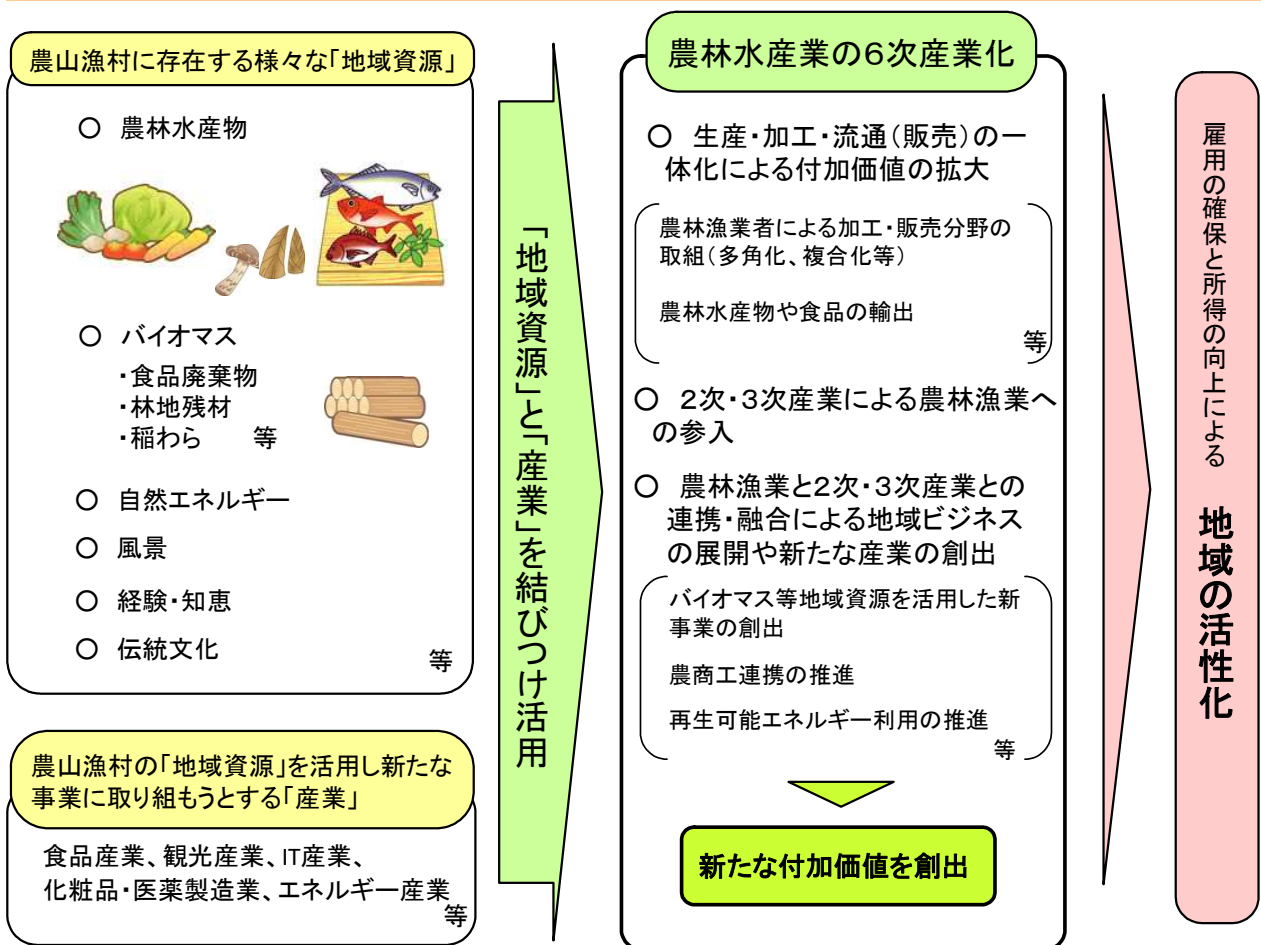 農山漁村に存在する様々な「地域資源」
○ 農林水産物
○ バイオマス
・食品廃棄物
・林地残材
・稲わら 等
○ 自然エネルギー
○ 風景
○ 経験・知恵
○ 伝統文化
等
農山漁村の「地域資源」を活用し新たな
事業に取り組もうとする「産業」
食品産業、観光産業、IT産業、
化粧品・医薬製造業、エネルギー産業
等
「地域資源」と「産業」を結びつけ活用
農林水産業の6次産業化
○ 生産・加工・流通(販売)の一
体化による付加価値の拡大
農林漁業者による加工・販売分野の
取組(多角化、複合化等)
農林水産物や食品の輸出
等
○ 2次・3次産業による農林漁業へ
の参入
○ 農林漁業と2次・3次産業との
連携・融合による地域ビジネス
の展開や新たな産業の創出
バイオマス等地域資源を活用した新
事業の創出
農商工連携の推進
再生可能エネルギー利用の推進
等
新たな付加価値を創出
雇用の確保と所得の向上による 地域の活性化